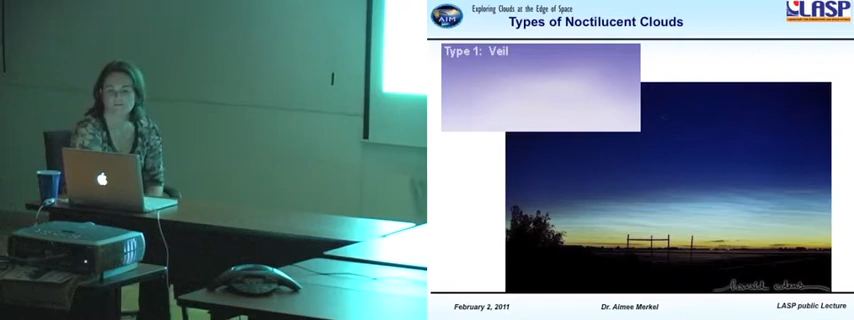 AIM
Exploring Clouds at the Edge of Space
LASP
Types of Noctilucent Clouds
Type 1: Veil
February 2, 2011
Dr. Aimee Merkel
LASP public Lecture